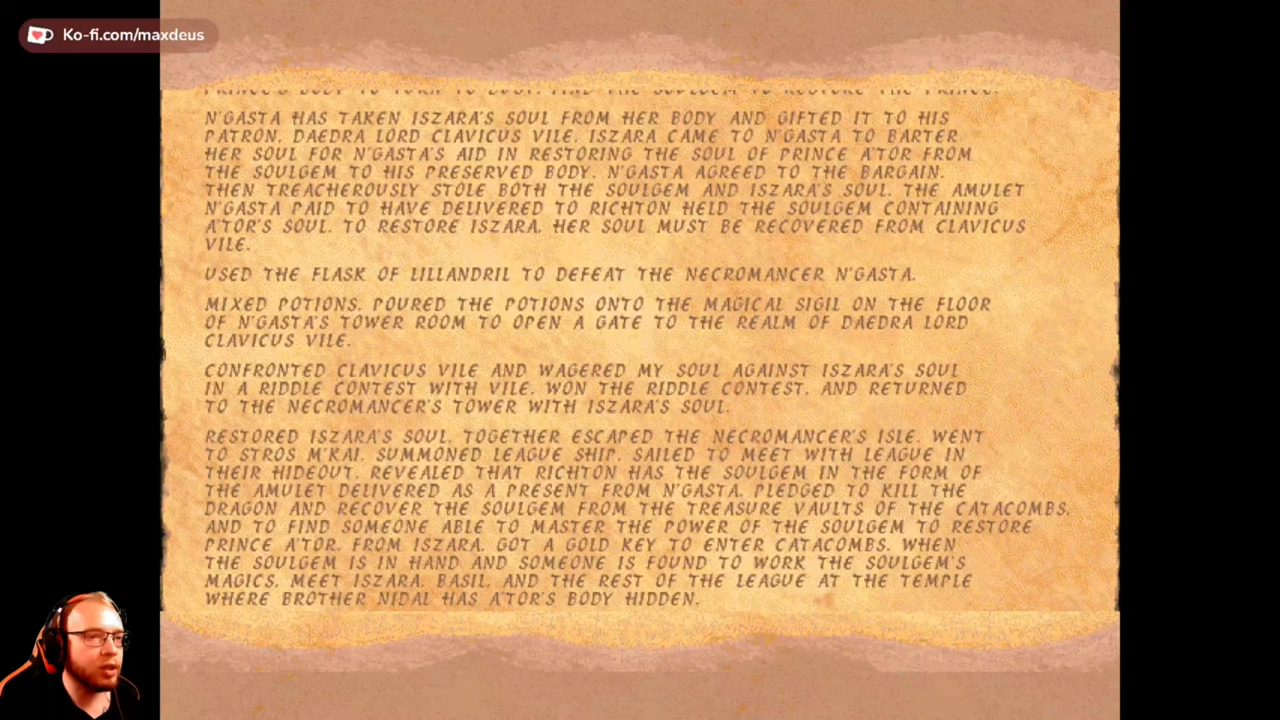 Ko-fi.com/maxdeus
PRINCE'S BODY TO TURN TO DUST. FIND THE SOULGEM TO RESTORE THE PRINCE.
N'GASTA HAS TAKEN ISZARA'S SOUL FROM HER BODY AND GIFTED IT TO HIS
PATRON, DAEDRA LORD CLAVICUS VILE. ISZARA CAME TO N'GASTA TO BARTER
HER SOUL FOR N'GASTA'S AID IN RESTORING THE SOUL OF PRINCE A'TOR FROM
THE SOULGEM TO HIS PRESERVED BODY. N'GASTA AGREED TO THE BARGAIN,
THEN TREACHEROUSLY STOLE BOTH THE SOULGEM AND ISZARA'S SOUL. THE AMULET
N'GASTA PAID TO HAVE DELIVERED TO RICHTON HELD THE SOULGEM CONTAINING
A'TOR'S SOUL. TO RESTORE ISZARA, HER SOUL MUST BE RECOVERED FROM CLAVICUS
VILE.
USED THE FLASK OF LILLANDRIL TO DEFEAT THE NECROMANCER N'GASTA.
MIXED POTIONS. POURED THE POTIONS ONTO THE MAGICAL SIGIL ON THE FLOOR
OF N'GASTA'S TOWER ROOM TO OPEN A GATE TO THE REALM OF DAEDRA LORD
CLAVICUS VILE.
CONFRONTED CLAVICUS VILE AND WAGERED MY SOUL AGAINST ISZARA'S SOUL
IN A RIDDLE CONTEST WITH VILE. WON THE RIDDLE CONTEST, AND RETURNED
TO THE NECROMANCER'S TOWER WITH ISZARA'S SOUL.
RESTORED ISZARA'S SOUL. TOGETHER ESCAPED THE NECROMANCER'S ISLE. WENT
TO STROS M'KAI. SUMMONED LEAGUE SHIP. SAILED TO MEET WITH LEAGUE IN
THEIR HIDEOUT. REVEALED THAT RICHTON HAS THE SOULGEM IN THE FORM OF
THE AMULET DELIVERED AS A PRESENT FROM N'GASTA. PLEDGED TO KILL THE
DRAGON AND RECOVER THE SOULGEM FROM THE TREASURE VAULTS OF THE CATACOMBS,
AND TO FIND SOMEONE ABLE TO MASTER THE POWER OF THE SOULGEM TO RESTORE
PRINCE A'TOR. FROM ISZARA, GOT A GOLD KEY TO ENTER CATACOMBS. WHEN
THE SOULGEM IS IN HAND AND SOMEONE IS FOUND TO WORK THE SOULGEM'S
MAGICS, MEET ISZARA, BASIL, AND THE REST OF THE LEAGUE AT THE TEMPLE
WHERE BROTHER NIDAL HAS A'TOR'S BODY HIDDEN.